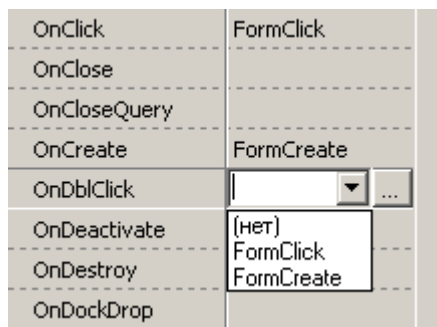 OnClick FormClick
OnClose
OnCloseQuery
OnCreate FormCreate
OnDblClick ...
OnDeactivate (нет)
FormClick
OnDestroy FormCreate
OnDockDrop